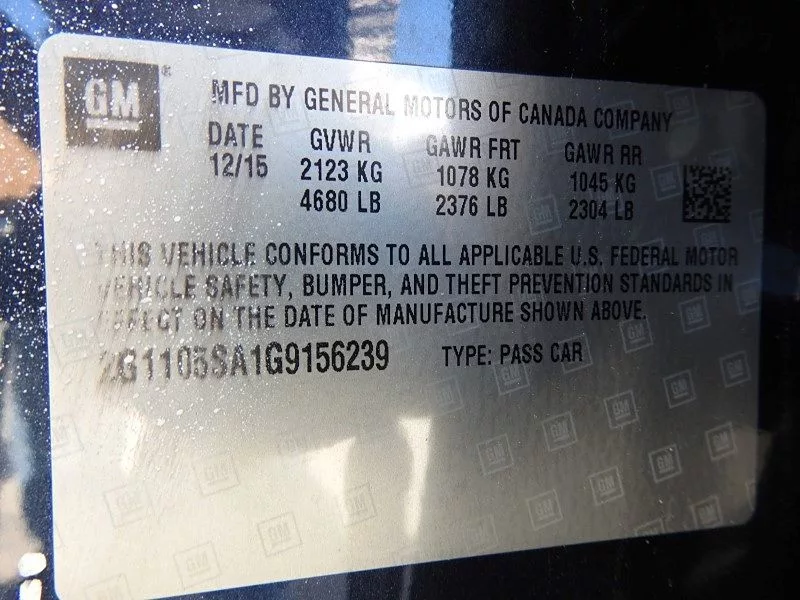 GM
MFD BY GENERAL MOTORS OF CANADA COMPANY
DATE GVWR GAWR FRT GAWR RR
12/15 2123 KG 1078 KG 1045 KG
4680 LB 2376 LB 2304 LB
THIS VEHICLE CONFORMS TO ALL APPLICABLE U.S. FEDERAL MOTOR
VEHICLE SAFETY, BUMPER, AND THEFT PREVENTION STANDARDS IN
EFFECT ON THE DATE OF MANUFACTURE SHOWN ABOVE.
2G1105SA1G9156239 TYPE: PASS CAR